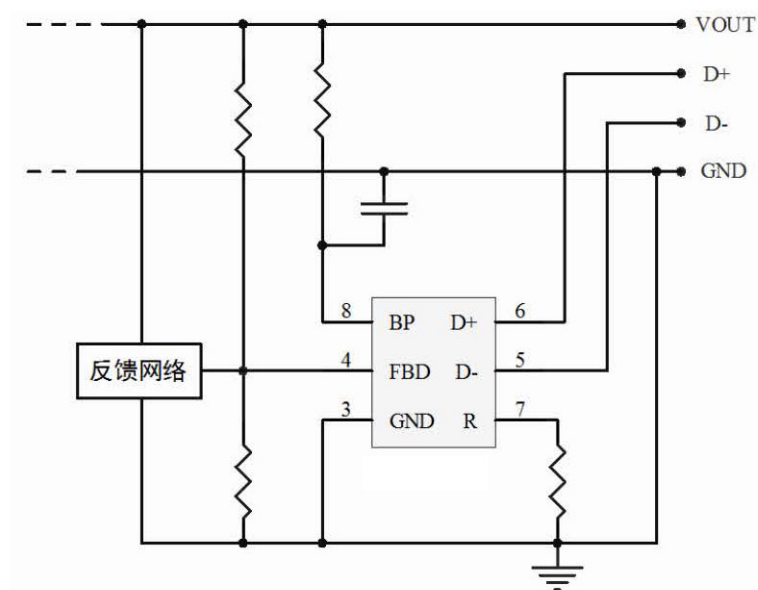 VOUT
D+
D-
GND
8 BP D+ 6
反馈网络 4 FBD D- 5
3 GND R 7